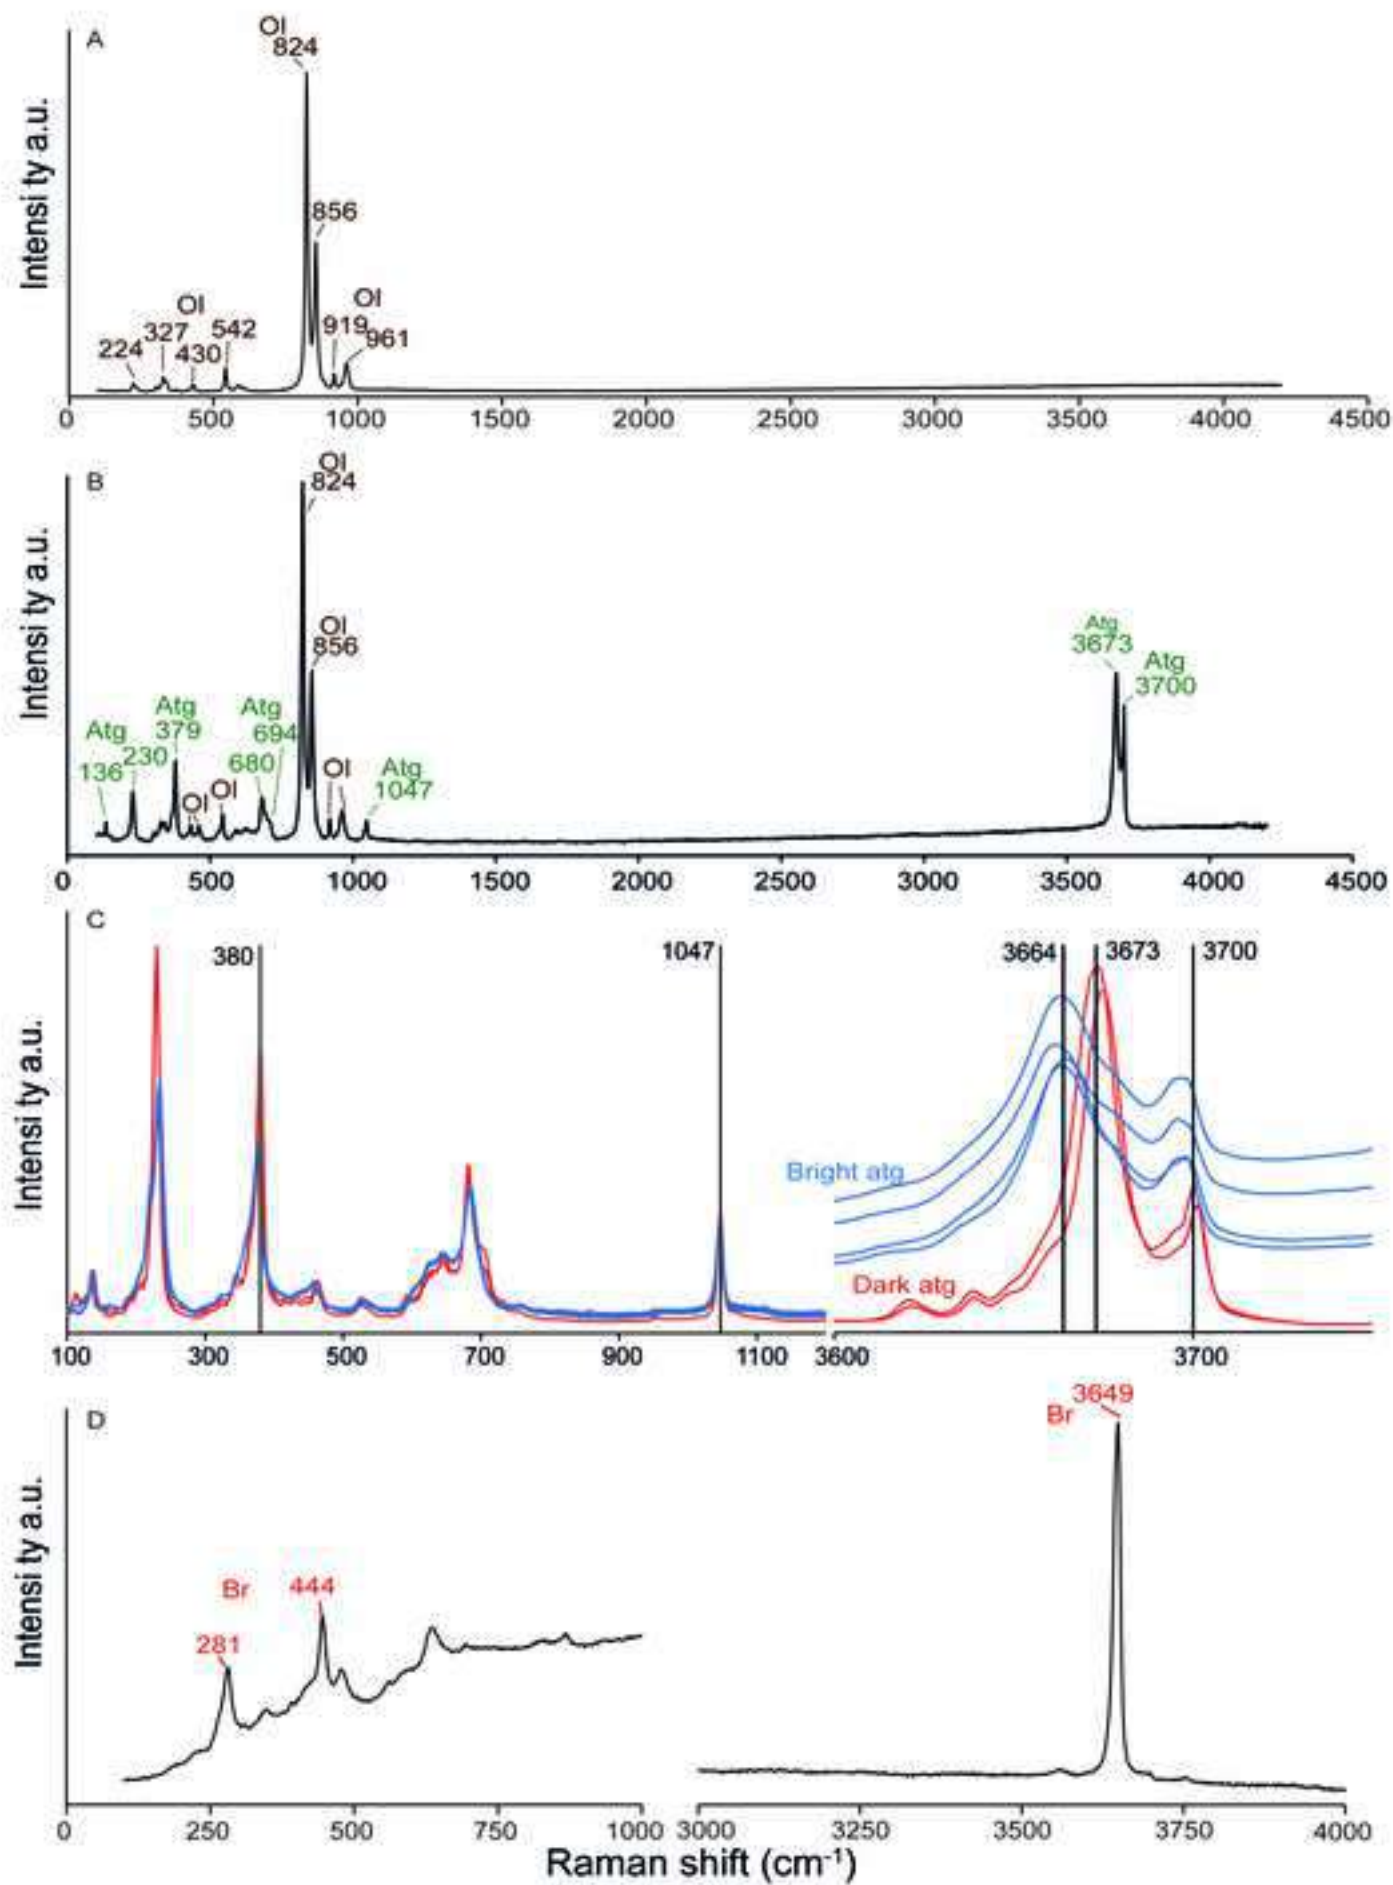 A
Ol
824
856
Ol
224
327
430
542
Ol
919
961
Intensi ty a.u.
0 500 1000 1500 2000 2500 3000 3500 4000 4500
B
Ol
824
Ol
856
Atg
136
230
Atg
379
Ol
Ol
Atg
694
680
Ol
Atg
1047
Atg
3673
Atg
3700
Intensi ty a.u.
0 500 1000 1500 2000 2500 3000 3500 4000 4500
C
380
1047
3664
3673
3700
Bright atg
Dark atg
Intensi ty a.u.
100 300 500 700 900 1100 3600 3700
D
Br
281
444
Br
3649
Intensi ty a.u.
0 250 500 750 1000 3000 3250 3500 3750 4000
Raman shift (cm⁻¹)